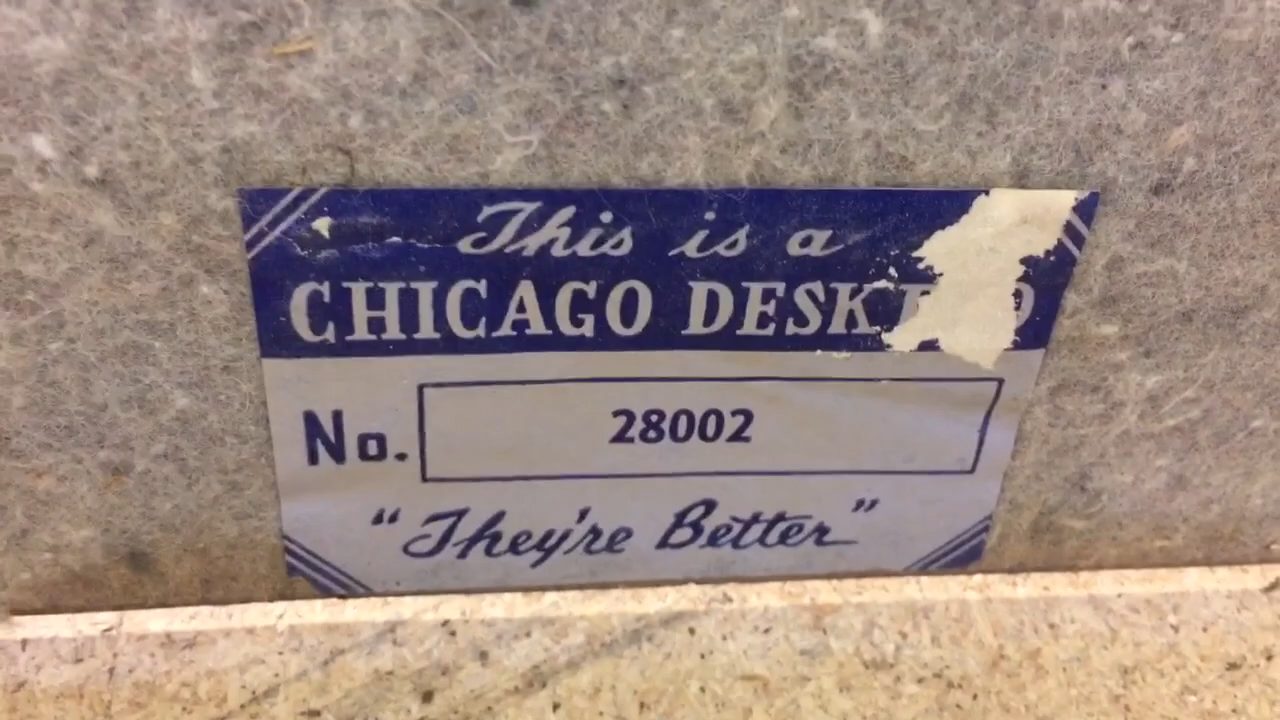 This is a
CHICAGO DESK
No. 28002
"They're Better"